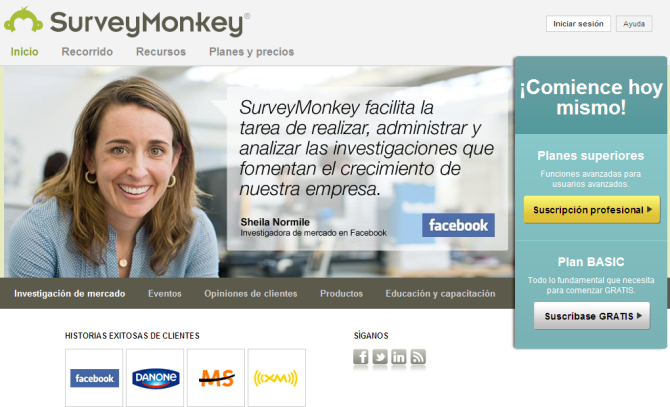 SurveyMonkey®
Iniciar sesión
Ayuda
Inicio
Recorrido
Recursos
Planes y precios
SurveyMonkey facilita la
tarea de realizar, administrar y
analizar las investigaciones que
fomentan el crecimiento de
nuestra empresa.
Sheila Normile
Investigadora de mercado en Facebook
facebook
¡Comience hoy
mismo!
Planes superiores
Funciones avanzadas para
usuarios avanzados.
Suscripción profesional
Plan BASIC
Todo lo fundamental que necesita
para comenzar GRATIS.
Suscríbase GRATIS
Investigación de mercado
Eventos
Opiniones de clientes
Productos
Educación y capacitación
HISTORIAS EXITOSAS DE CLIENTES
facebook
DANONE
MS
((XM))
SÍGANOS
f
in